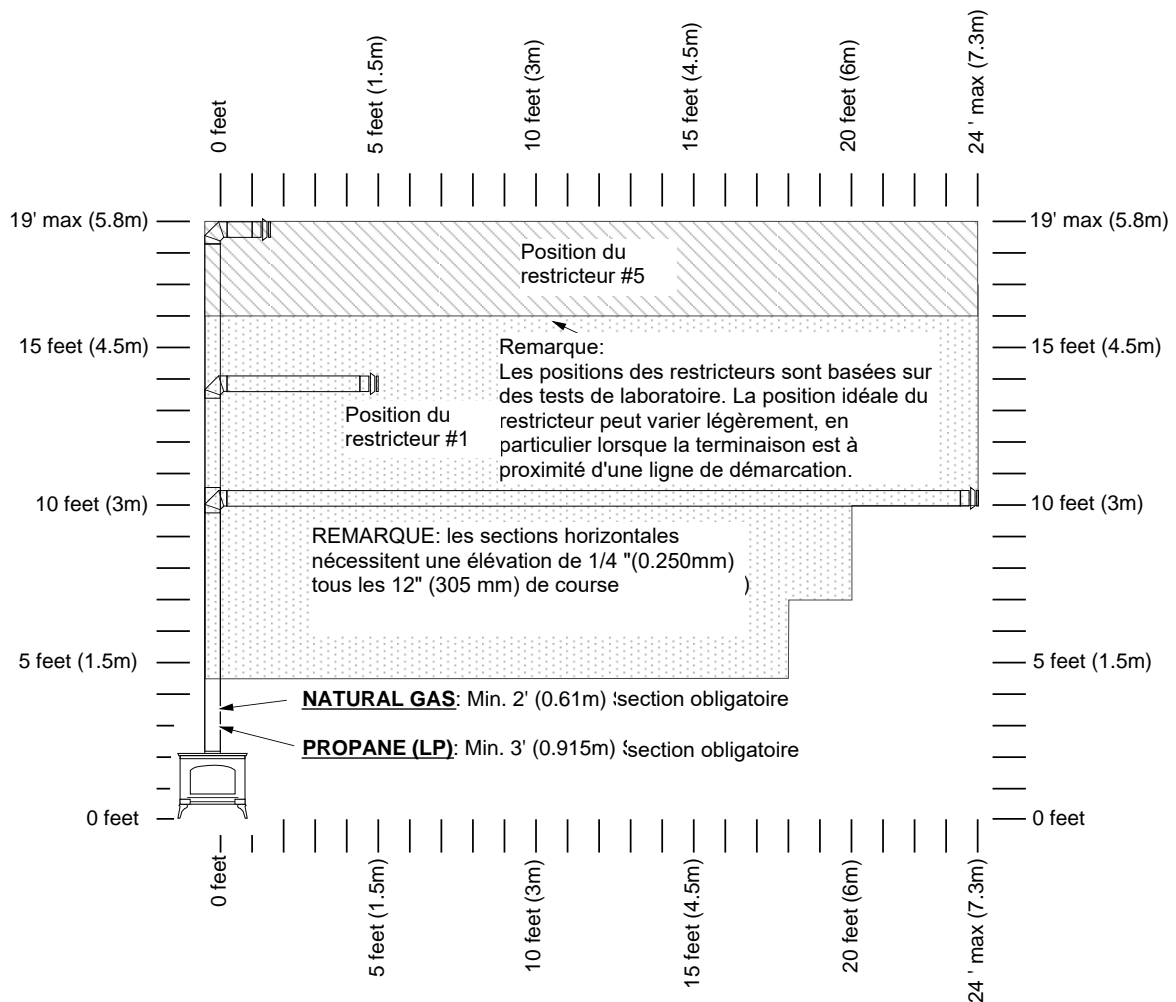 0 feet
5 feet (1.5m)
10 feet (3m)
15 feet (4.5m)
20 feet (6m)
24 ' max (7.3m)
19' max (5.8m)
19' max (5.8m)
Position du
restricteur #5
15 feet (4.5m)
15 feet (4.5m)
Remarque:
Les positions des restricteurs sont basées sur
des tests de laboratoire. La position idéale du
restricteur peut varier légèrement, en
particulier lorsque la terminaison est à
proximité d'une ligne de démarcation.
Position du
restricteur #1
10 feet (3m)
10 feet (3m)
REMARQUE: les sections horizontales
nécessitent une élévation de 1/4 "(0.250mm)
tous les 12" (305 mm) de course )
5 feet (1.5m)
5 feet (1.5m)
NATURAL GAS: Min. 2' (0.61m) section obligatoire
PROPANE (LP): Min. 3' (0.915m) section obligatoire
0 feet
0 feet
0 feet
5 feet (1.5m)
10 feet (3m)
15 feet (4.5m)
20 feet (6m)
24 ' max (7.3m)